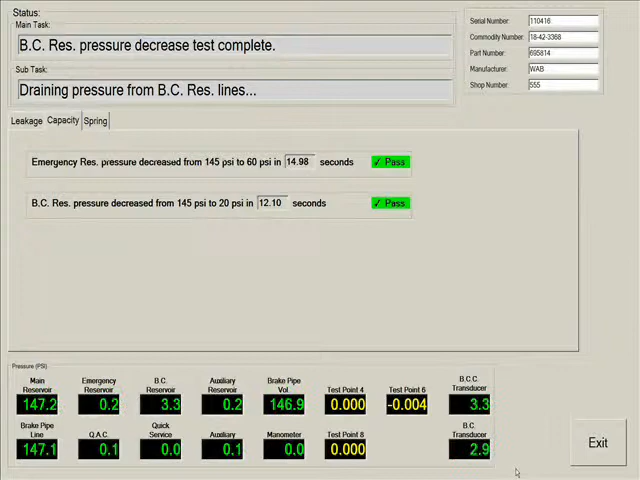 Status:
Main Task:
B.C. Res. pressure decrease test complete.
Sub Task:
Draining pressure from B.C. Res. lines...
Serial Number: 110416
Commodity Number: 18-42-3368
Part Number: 695814
Manufacturer: WAB
Shop Number: 555
Leakage Capacity Spring
Emergency Res. pressure decreased from 145 psi to 60 psi in 14.98 seconds ✓ Pass
B.C. Res. pressure decreased from 145 psi to 20 psi in 12.10 seconds ✓ Pass
Pressure (PSI)
Main Reservoir 147.2
Emergency Reservoir 0.2
B.C. Reservoir 3.3
Auxiliary Reservoir 0.2
Brake Pipe Vol. 146.9
Test Point 4 0.000
Test Point 6 -0.004
B.C.C. Transducer 3.3
Brake Pipe Line 147.1
Q.A.C. 0.1
Quick Service 0.0
Auxiliary 0.1
Manometer 0.0
Test Point 8 0.000
B.C. Transducer 2.9
Exit